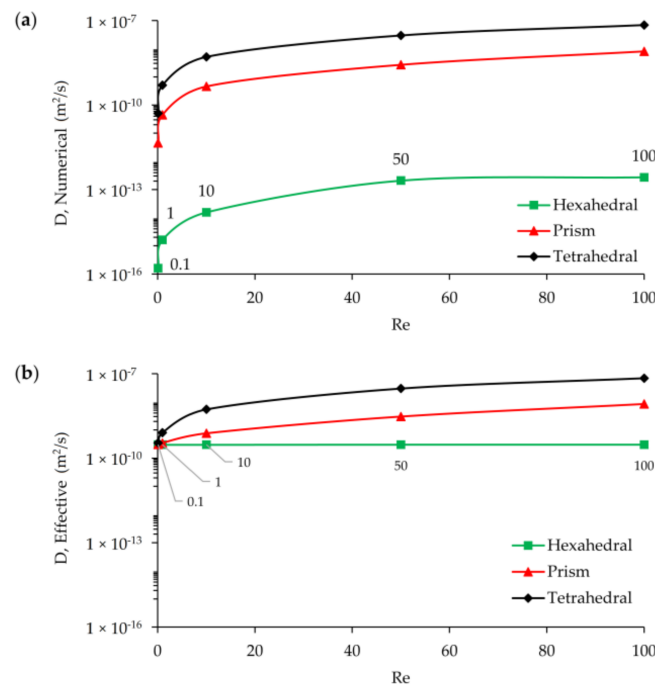 (a)
1 × 10⁻⁷
1 × 10⁻¹⁰
1 × 10⁻¹³
1 × 10⁻¹⁶
D, Numerical (m²/s)
0.1
1
10
50
100
Hexahedral
Prism
Tetrahedral
0 20 40 60 80 100
Re
(b)
1 × 10⁻⁷
1 × 10⁻¹⁰
1 × 10⁻¹³
1 × 10⁻¹⁶
D, Effective (m²/s)
0.1
1
10
50
100
Hexahedral
Prism
Tetrahedral
0 20 40 60 80 100
Re